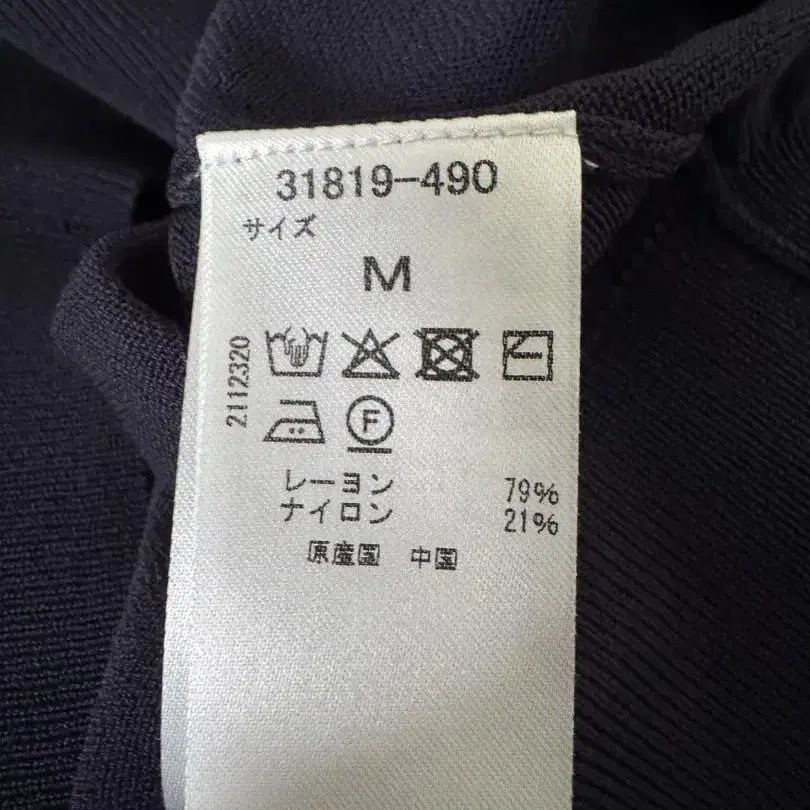 31819-490
サイズ
M
2112320
F
レーヨン 79%
ナイロン 21%
原産国 中国